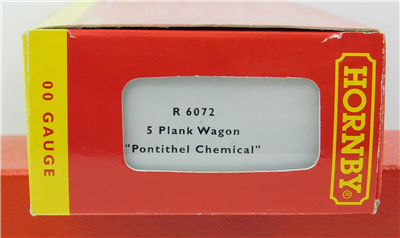 00 GAUGE
R 6072
5 Plank Wagon
"Pontithel Chemical"
HORNBY